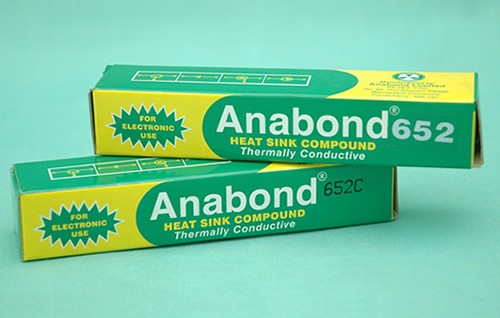 FOR
ELECTRONIC
USE
Anabond® 652
HEAT SINK COMPOUND
Thermally Conductive
Anabond Limited
FOR
ELECTRONIC
USE
Anabond® 652C
HEAT SINK COMPOUND
Thermally Conductive